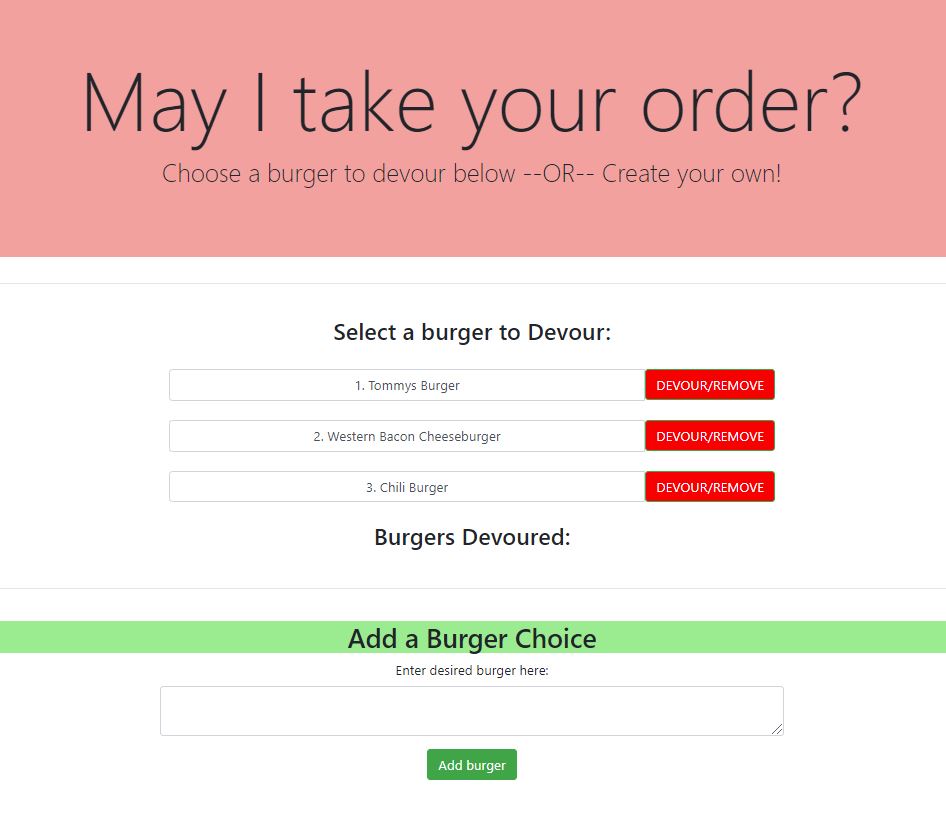 May I take your order?
Choose a burger to devour below --OR-- Create your own!
Select a burger to Devour:
1. Tommys Burger DEVOUR/REMOVE
2. Western Bacon Cheeseburger DEVOUR/REMOVE
3. Chili Burger DEVOUR/REMOVE
Burgers Devoured:
Add a Burger Choice
Enter desired burger here:
Add burger